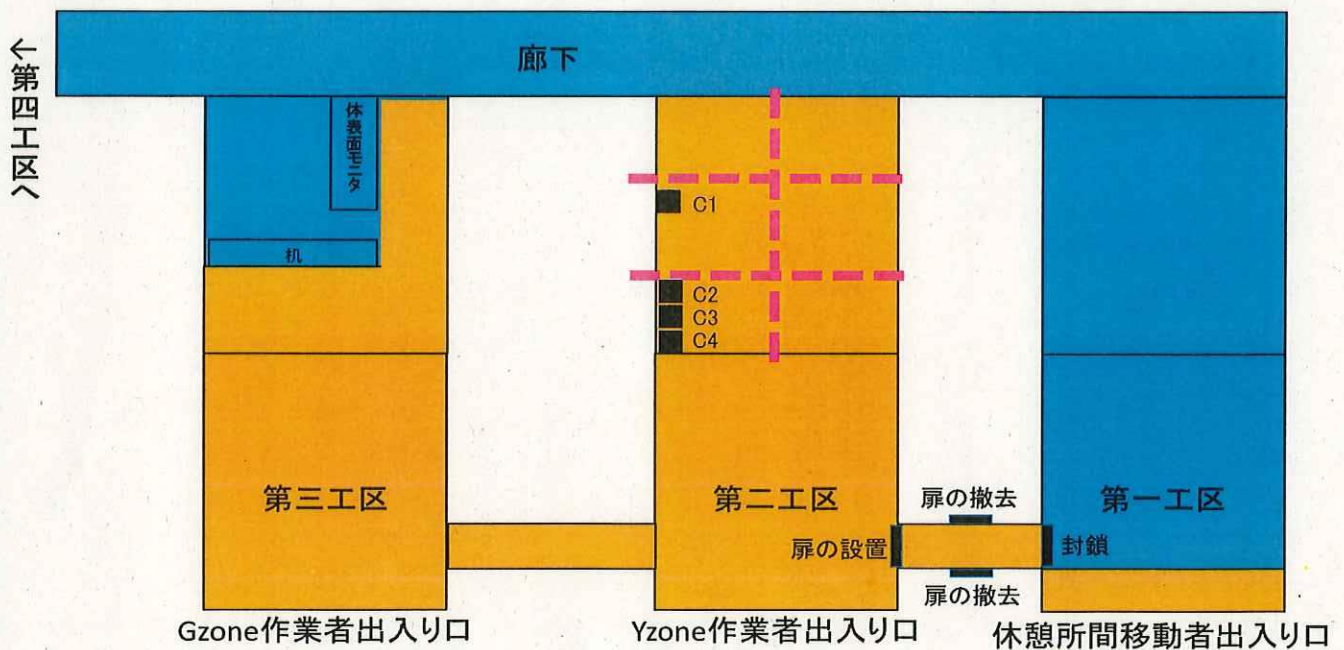 廊下
←第四工区へ
体表面モニタ
机
C1
C2
C3
C4
第三工区
第二工区
第一工区
扉の撤去
扉の設置
封鎖
扉の撤去
Gzone作業者出入り口
Yzone作業者出入り口
休憩所間移動者出入り口